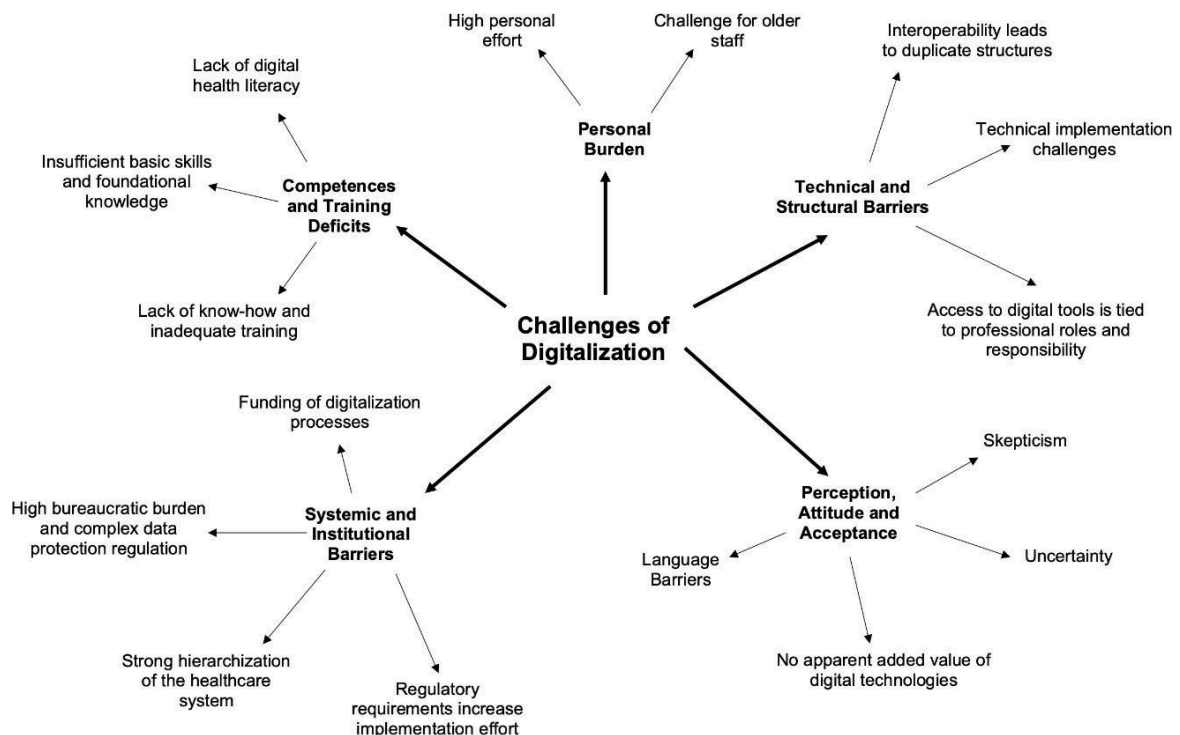 Challenges of
Digitalization
Personal
Burden
High personal
effort
Challenge for older
staff
Technical and
Structural Barriers
Interoperability leads
to duplicate structures
Technical implementation
challenges
Access to digital tools is tied
to professional roles and
responsibility
Perception,
Attitude and
Acceptance
Skepticism
Uncertainty
No apparent added value of
digital technologies
Language
Barriers
Systemic and
Institutional
Barriers
Funding of digitalization
processes
High bureaucratic burden
and complex data
protection regulation
Strong hierarchization
of the healthcare
system
Regulatory
requirements increase
implementation effort
Competences
and Training
Deficits
Lack of digital
health literacy
Insufficient basic skills
and foundational
knowledge
Lack of know-how and
inadequate training